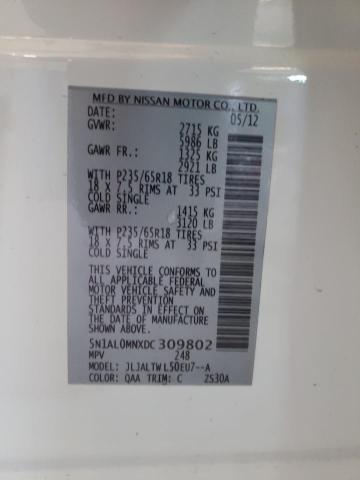 MFD BY NISSAN MOTOR CO., LTD.
DATE: 05/12
GVWR: 2715 KG
5986 LB
GAWR FR.: 1325 KG
2921 LB
WITH P235/65R18 TIRES
18 X 7.5 RIMS AT 33 PSI
COLD SINGLE
GAWR RR.: 1415 KG
3120 LB
WITH P235/65R18 TIRES
18 X 7.5 RIMS AT 33 PSI
COLD SINGLE
THIS VEHICLE CONFORMS TO
ALL APPLICABLE FEDERAL
MOTOR VEHICLE SAFETY AND
THEFT PREVENTION
STANDARDS IN EFFECT ON
THE DATE OF MANUFACTURE
SHOWN ABOVE.
5N1AL0MNXDC309802
MPV 248
MODEL: JLJALTWL50EU7--A
COLOR: QAA TRIM: C ZS30A